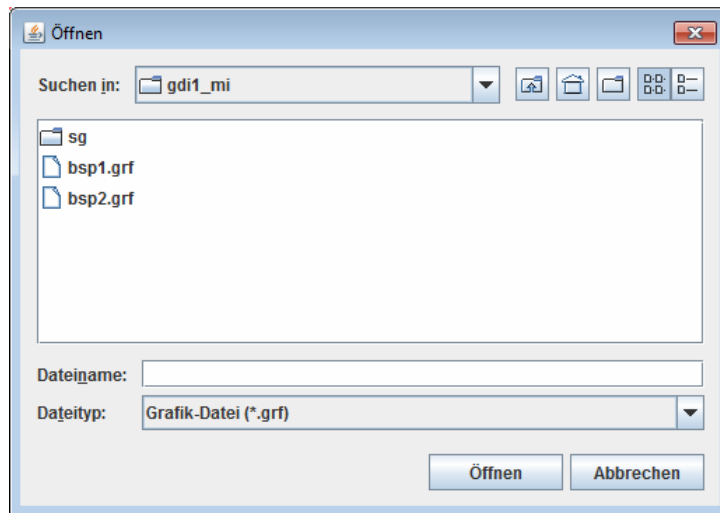 Öffnen
Suchen in: gdi1_mi
sg
bsp1.grf
bsp2.grf
Dateiname:
Dateityp: Grafik-Datei (*.grf)
Öffnen Abbrechen